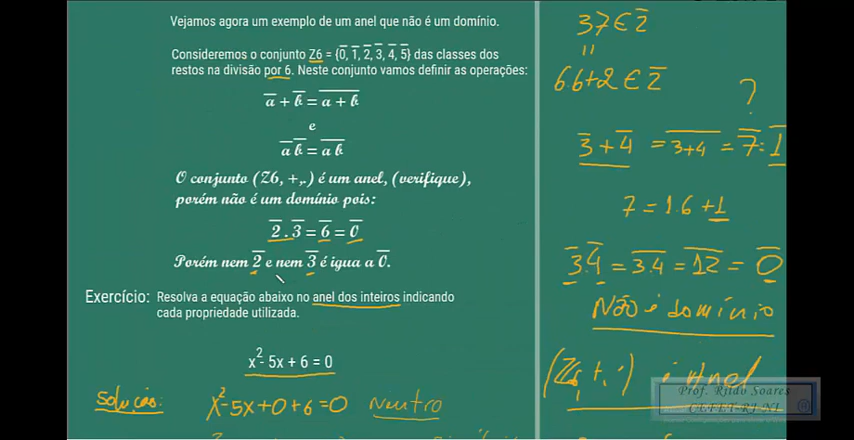 Vejamos agora um exemplo de um anel que não é um domínio.
Consideremos o conjunto Z6 = {0̅, 1̅, 2̅, 3̅, 4̅, 5̅} das classes dos
restos na divisão por 6. Neste conjunto vamos definir as operações:
a̅ + b̅ = a̅ ̅+̅ ̅b̅
e
a̅ b̅ = a̅ ̅b̅
O conjunto (Z6, +,.) é um anel, (verifique),
porém não é um domínio pois:
2̅ . 3̅ = 6̅ = 0̅
Porém nem 2̅ e nem 3̅ é igua a 0̅.
Exercício: Resolva a equação abaixo no anel dos inteiros indicando
cada propriedade utilizada.
x² - 5x + 6 = 0
Solução:
x² - 5x + 0 + 6 = 0 Neutro
37 ∈ 2̅
"
6.6+2 ∈ 2̅
?
3̅ + 4̅ = 3̅+̅4̅ = 7̅ = 1̅
7 = 1.6 + 1
3̅.4̅ = 3̅.̅4̅ = 1̅2̅ = 0̅
Não é domínio
(Z6, +, .) é Anel
Prof. Rildo Soares